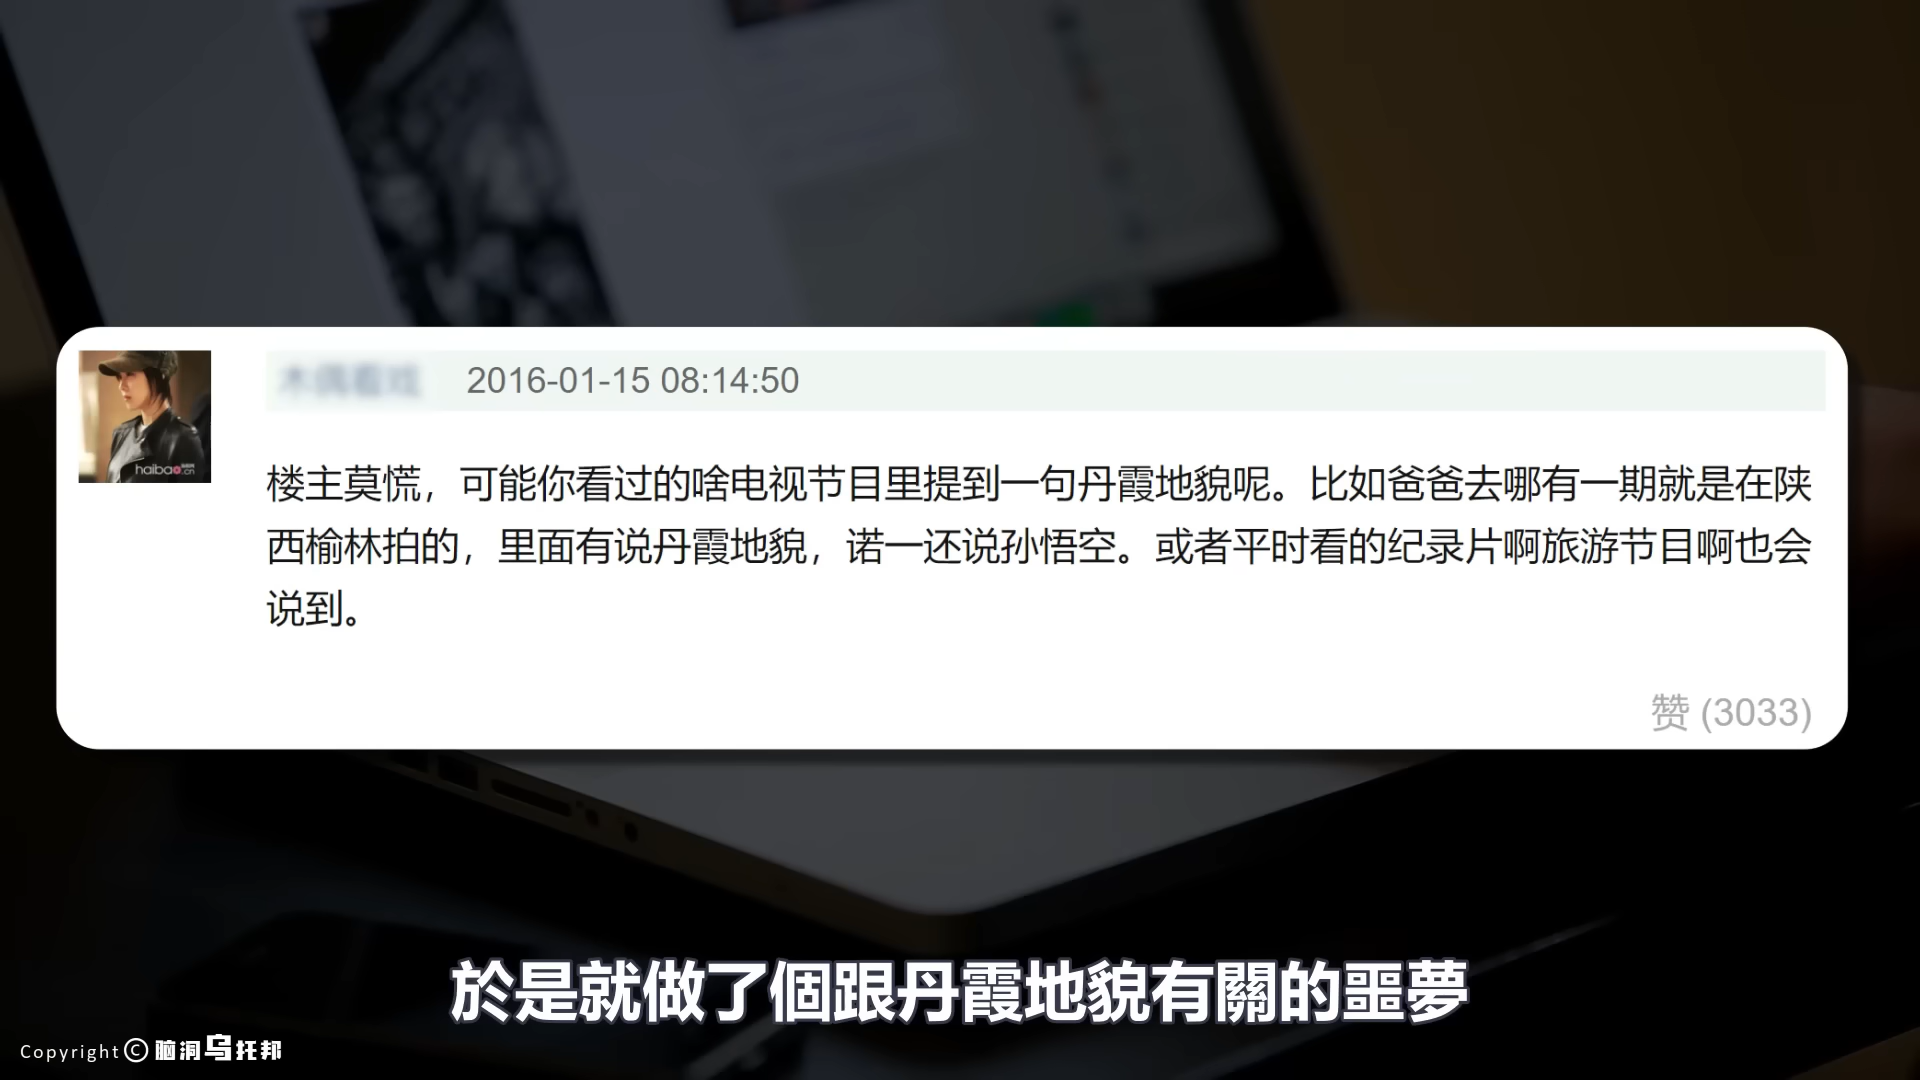 2016-01-15 08:14:50
楼主莫慌，可能你看过的啥电视节目里提到一句丹霞地貌呢。比如爸爸去哪有一期就是在陕
西榆林拍的，里面有说丹霞地貌，诺一还说孙悟空。或者平时看的纪录片啊旅游节目啊也会
说到。
haibao.cn
赞 (3033)
於是就做了個跟丹霞地貌有關的噩夢
Copyright © 脑洞乌托邦